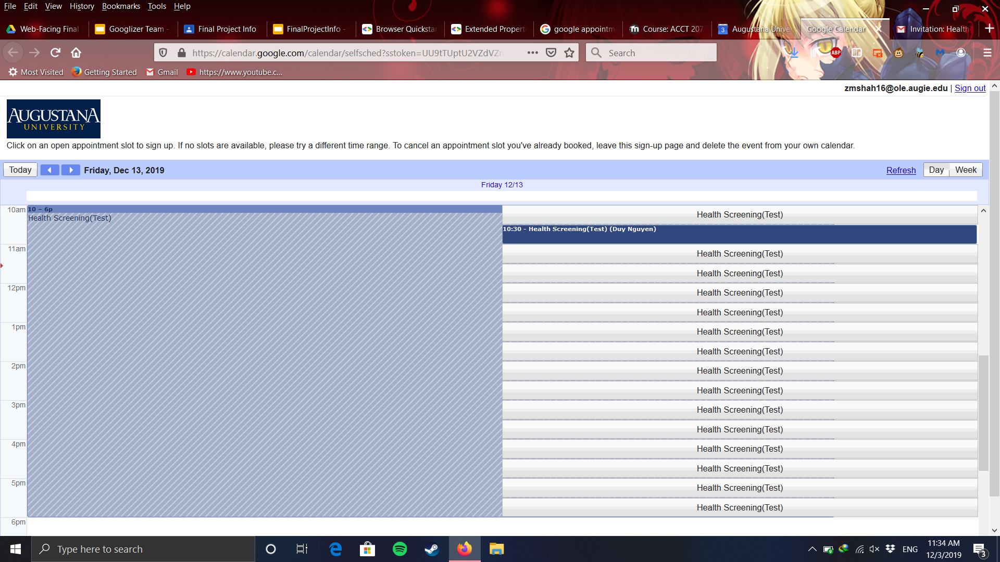 File Edit View History Bookmarks Tools Help
Web-Facing Final
Googlizer Team -
Final Project Info
FinalProjectInfo -
Browser Quickstar
Extended Properti
google appointm
Course: ACCT 207
Augustana Unive
Google Calendar
Invitation: Health
https://calendar.google.com/calendar/selfsched?sstoken=UU9tTUptU2VZdVZ
Search
ABP
Most Visited Getting Started Gmail https://www.youtube.c...
zmshah16@ole.augie.edu | Sign out
AUGUSTANA
UNIVERSITY
Click on an open appointment slot to sign up. If no slots are available, please try a different time range. To cancel an appointment slot you've already booked, leave this sign-up page and delete the event from your own calendar.
Today Friday, Dec 13, 2019 Refresh Day Week
Friday 12/13
10am
10 – 6p
Health Screening(Test)
Health Screening(Test)
10:30 - Health Screening(Test) (Duy Nguyen)
11am
Health Screening(Test)
Health Screening(Test)
12pm
Health Screening(Test)
Health Screening(Test)
1pm
Health Screening(Test)
Health Screening(Test)
2pm
Health Screening(Test)
Health Screening(Test)
3pm
Health Screening(Test)
Health Screening(Test)
4pm
Health Screening(Test)
Health Screening(Test)
5pm
Health Screening(Test)
Health Screening(Test)
6pm
Type here to search
ENG
11:34 AM
12/3/2019
3